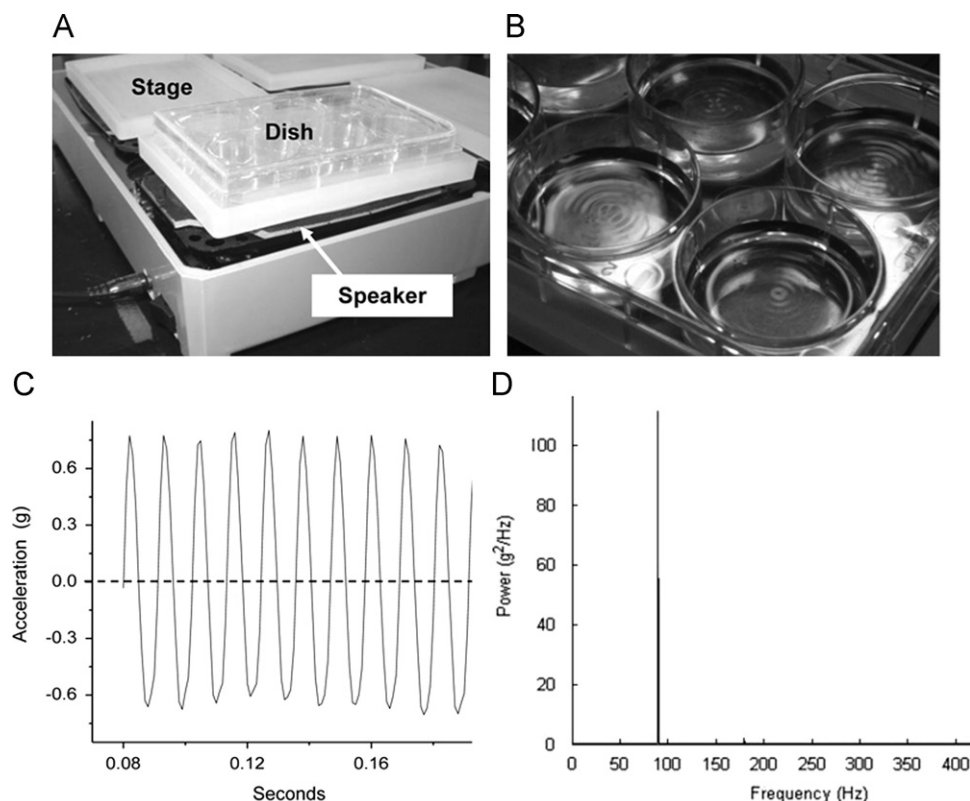 A
B
Stage
Dish
Speaker
C
D
Acceleration (g)
0.6
0.3
0.0
-0.3
-0.6
0.08
0.12
0.16
Seconds
Power (g²/Hz)
100
80
60
40
20
0
0
50
100
150
200
250
300
350
400
Frequency (Hz)